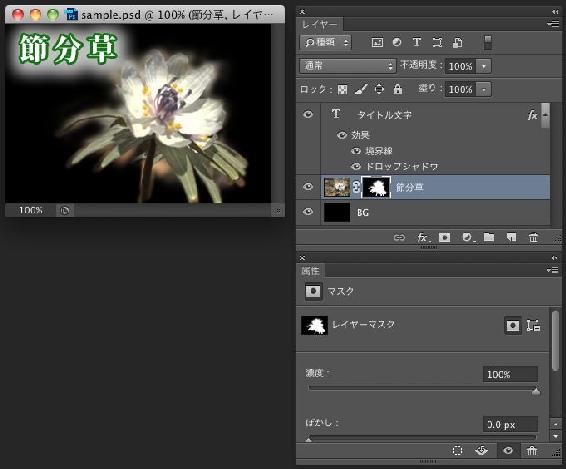 sample.psd @ 100% (節分草, レイヤ…
節分草
100%
レイヤー
種類
通常
不透明度: 100%
ロック:
塗り: 100%
T タイトル文字 fx
効果
境界線
ドロップシャドウ
節分草
BG
fx
属性
マスク
レイヤーマスク
濃度: 100%
ぼかし: 0.0 px